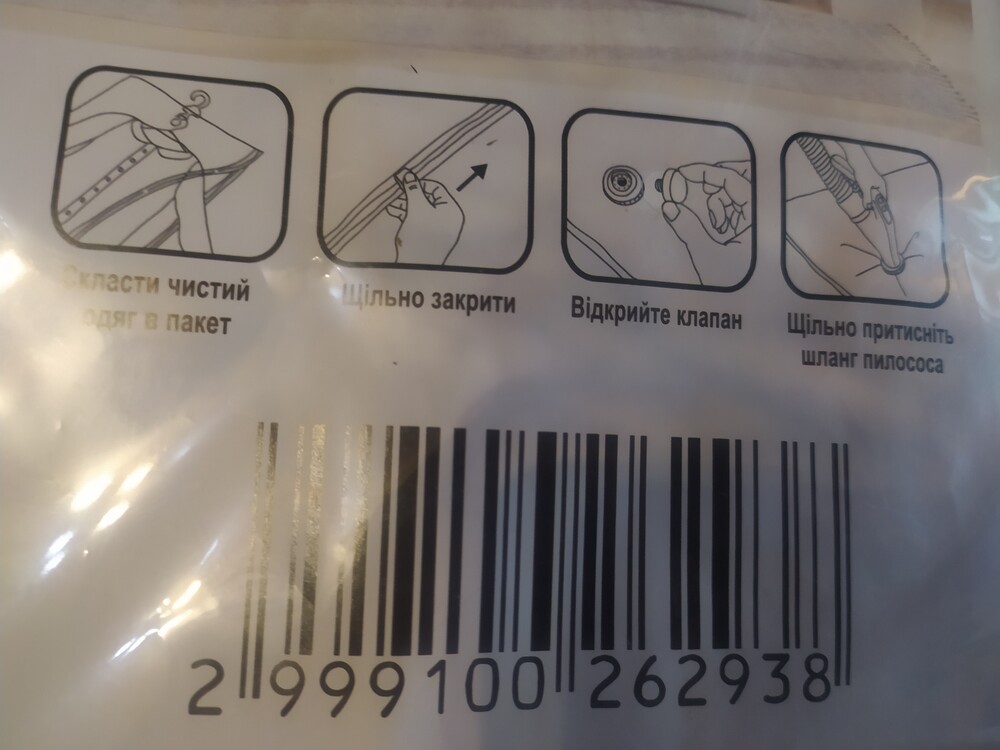 Скласти чистий
одяг в пакет
Щільно закрити
Відкрийте клапан
Щільно притисніть
шланг пилососа
2 999100 262938